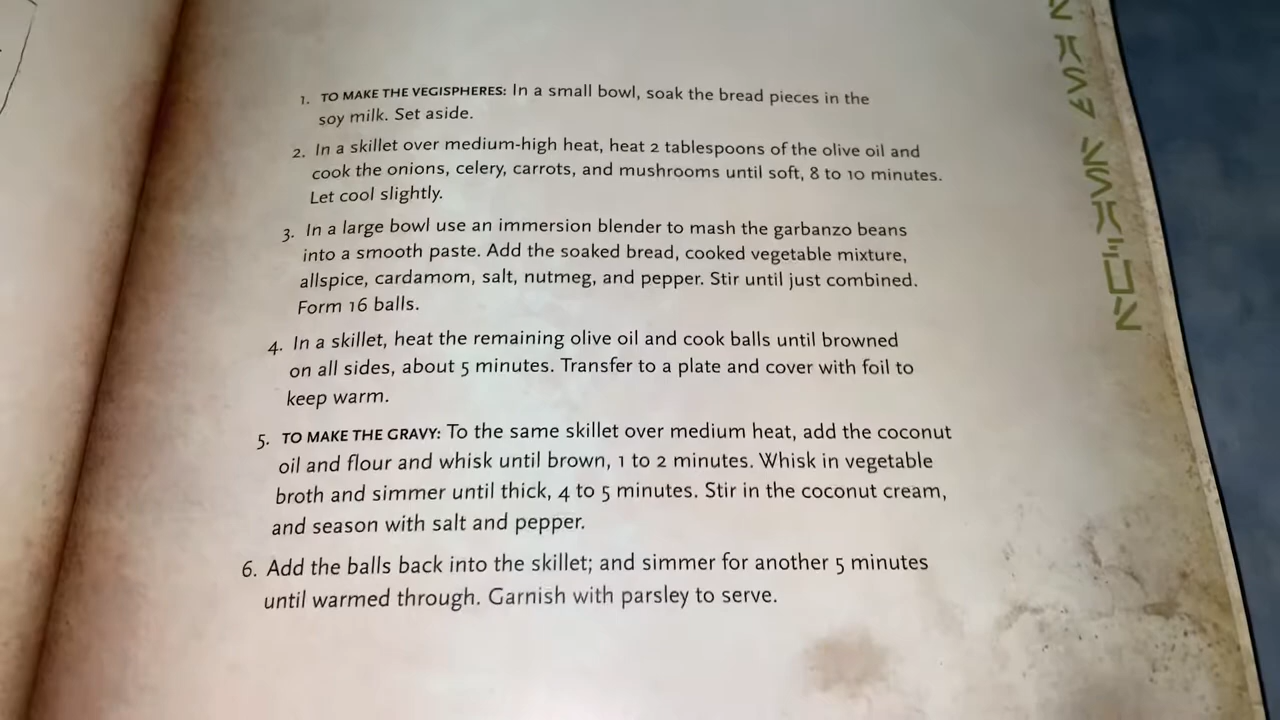 1. TO MAKE THE VEGISPHERES: In a small bowl, soak the bread pieces in the
soy milk. Set aside.
2. In a skillet over medium-high heat, heat 2 tablespoons of the olive oil and
cook the onions, celery, carrots, and mushrooms until soft, 8 to 10 minutes.
Let cool slightly.
3. In a large bowl use an immersion blender to mash the garbanzo beans
into a smooth paste. Add the soaked bread, cooked vegetable mixture,
allspice, cardamom, salt, nutmeg, and pepper. Stir until just combined.
Form 16 balls.
4. In a skillet, heat the remaining olive oil and cook balls until browned
on all sides, about 5 minutes. Transfer to a plate and cover with foil to
keep warm.
5. TO MAKE THE GRAVY: To the same skillet over medium heat, add the coconut
oil and flour and whisk until brown, 1 to 2 minutes. Whisk in vegetable
broth and simmer until thick, 4 to 5 minutes. Stir in the coconut cream,
and season with salt and pepper.
6. Add the balls back into the skillet; and simmer for another 5 minutes
until warmed through. Garnish with parsley to serve.